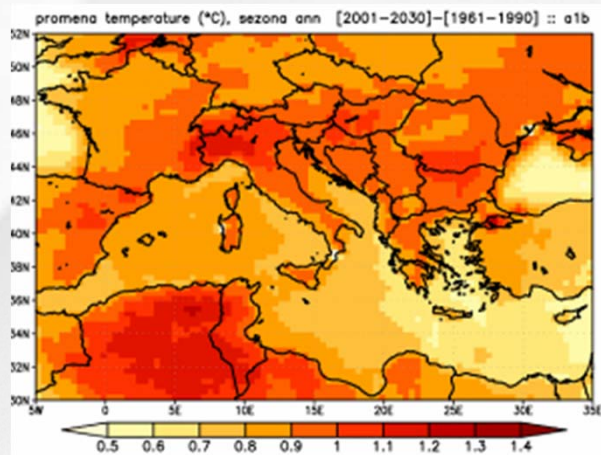 promena temperature (°C), sezona ann [2001-2030]-[1961-1990] :: a1b
52N
50N
48N
46N
44N
42N
40N
38N
36N
34N
32N
30N
5W 0 5E 10E 15E 20E 25E 30E 35E
0.5 0.6 0.7 0.8 0.9 1 1.1 1.2 1.3 1.4